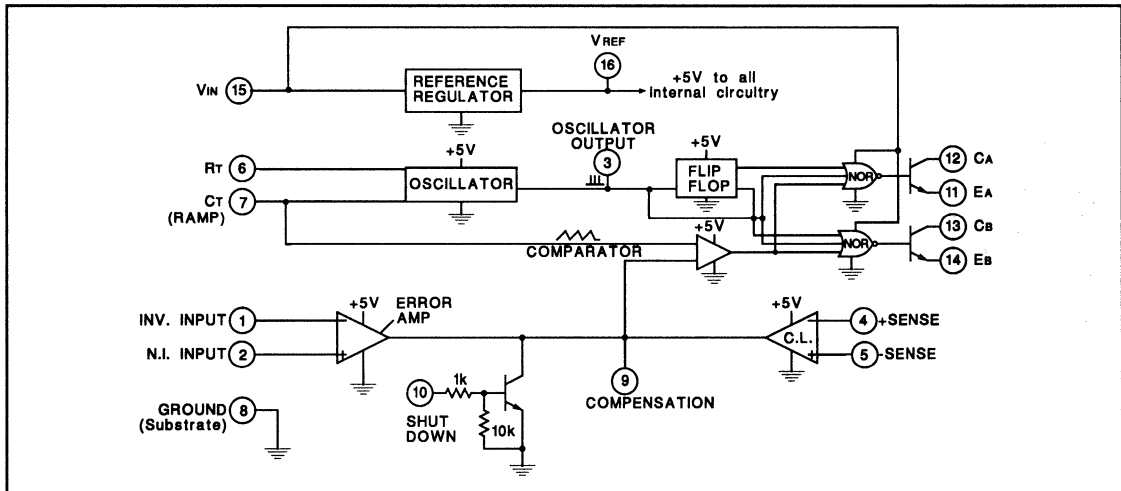 VREF
16
VIN 15
REFERENCE
REGULATOR
+5V to all
internal circuitry
OSCILLATOR
OUTPUT
3
+5V
+5V
RT 6
OSCILLATOR
FLIP
FLOP
NOR
12 CA
11 EA
CT 7
(RAMP)
COMPARATOR
+5V
NOR
13 CB
14 EB
+5V
ERROR
AMP
+5V
INV. INPUT 1
-
N.I. INPUT 2
+
C.L.
-
4 +SENSE
+
5 -SENSE
9
COMPENSATION
10
1k
SHUT
DOWN
10k
GROUND 8
(Substrate)